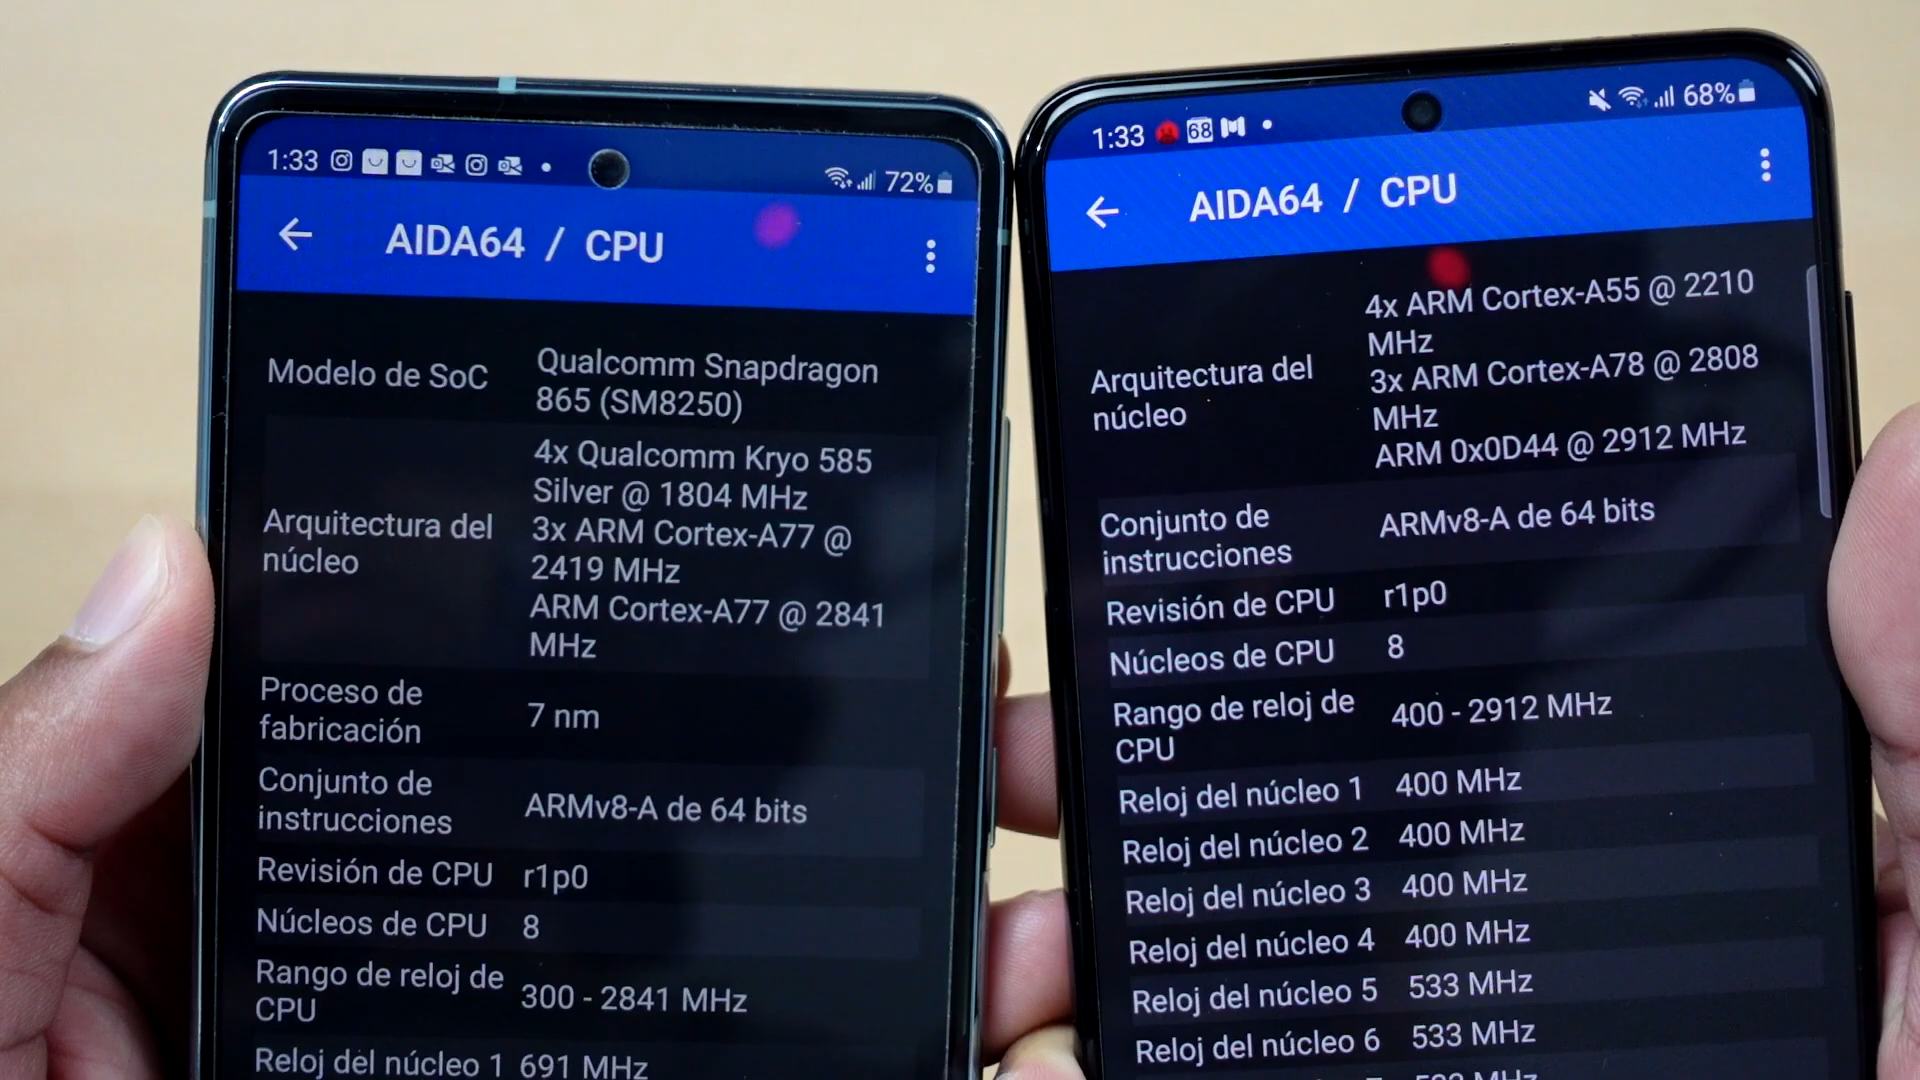 1:33
72%
AIDA64 / CPU
Modelo de SoC
Qualcomm Snapdragon
865 (SM8250)
Arquitectura del
núcleo
4x Qualcomm Kryo 585
Silver @ 1804 MHz
3x ARM Cortex-A77 @
2419 MHz
ARM Cortex-A77 @ 2841
MHz
Proceso de
fabricación
7 nm
Conjunto de
instrucciones
ARMv8-A de 64 bits
Revisión de CPU r1p0
Núcleos de CPU 8
Rango de reloj de
CPU
300 - 2841 MHz
Reloj del núcleo 1 691 MHz
1:33 68
68%
AIDA64 / CPU
Arquitectura del
núcleo
4x ARM Cortex-A55 @ 2210
MHz
3x ARM Cortex-A78 @ 2808
MHz
ARM 0x0D44 @ 2912 MHz
Conjunto de
instrucciones
ARMv8-A de 64 bits
Revisión de CPU r1p0
Núcleos de CPU 8
Rango de reloj de
CPU
400 - 2912 MHz
Reloj del núcleo 1 400 MHz
Reloj del núcleo 2 400 MHz
Reloj del núcleo 3 400 MHz
Reloj del núcleo 4 400 MHz
Reloj del núcleo 5 533 MHz
Reloj del núcleo 6 533 MHz